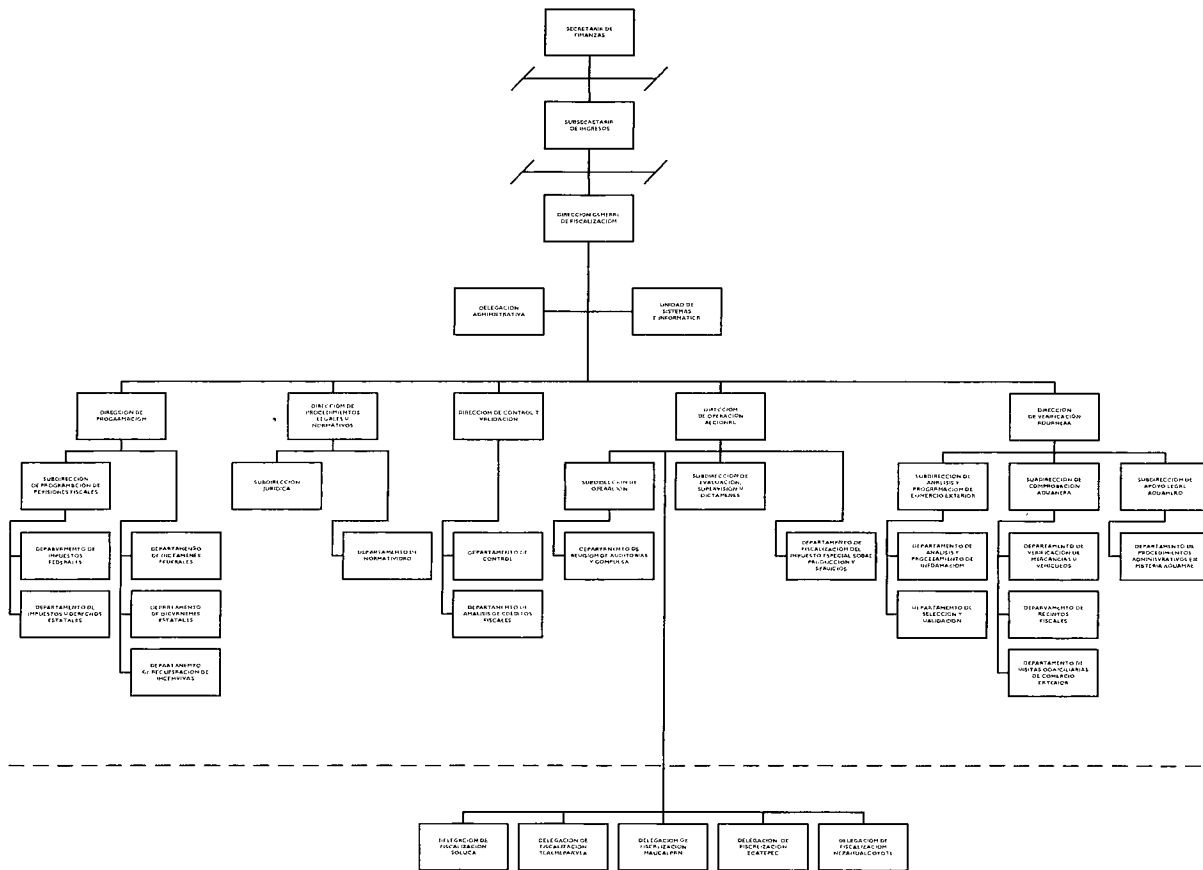 SECRETARIA DE
FINANZAS
SUBSECRETARIA
DE INGRESOS
DIRECCION GENERAL
DE FISCALIZACION
DELEGACION
ADMINISTRATIVA
UNIDAD DE
SISTEMAS
E INFORMATICA
DIRECCION DE
PROGRAMACION
DIRECCION DE
PROCEDIMIENTOS
LEGALES Y
NORMATIVOS
DIRECCION DE CONTROL Y
VALIDACION
DIRECCION
DE OPERACION
REGIONAL
DIRECCION
DE VERIFICACION
ADUANERA
SUBDIRECCION
DE PROGRAMACION DE
REVISIONES FISCALES
SUBDIRECCION
JURIDICA
SUBDIRECCION DE
OPERACION
SUBDIRECCION DE
EVALUACION,
SUPERVISION Y
DICTAMENES
SUBDIRECCION DE
ANALISIS Y
PROGRAMACION DE
COMERCIO EXTERIOR
SUBDIRECCION DE
COMPROBACION
ADUANERA
SUBDIRECCION DE
APOYO LEGAL
ADUANERO
DEPARTAMENTO DE
IMPUESTOS
FEDERALES
DEPARTAMENTO
DE DICTAMENES
FEDERALES
DEPARTAMENTO DE
NORMATIVIDAD
DEPARTAMENTO DE
CONTROL
DEPARTAMENTO DE
REVISION DE AUDITORIAS
Y COMPULSA
DEPARTAMENTO DE
FISCALIZACION DEL
IMPUESTO ESPECIAL SOBRE
PRODUCCION Y
SERVICIOS
DEPARTAMENTO DE
ANALISIS Y
PROCESAMIENTO DE
INFORMACION
DEPARTAMENTO DE
VERIFICACION DE
MERCANCIAS Y
VEHICULOS
DEPARTAMENTO DE
PROCEDIMIENTOS
ADMINISTRATIVOS EN
MATERIA ADUANAL
DEPARTAMENTO DE
IMPUESTOS Y DERECHOS
ESTATALES
DEPARTAMENTO
DE DICTAMENES
ESTATALES
DEPARTAMENTO DE
ANALISIS DE CREDITOS
FISCALES
DEPARTAMENTO
DE SELECCION Y
VALIDACION
DEPARTAMENTO DE
RECINTOS
FISCALES
DEPARTAMENTO
DE RECUPERACION DE
INCENTIVOS
DEPARTAMENTO DE
VISITAS DOMICILIARIAS
DE COMERCIO
EXTERIOR
DELEGACION DE
FISCALIZACION
TOLUCA
DELEGACION DE
FISCALIZACION
TLALNEPANTLA
DELEGACION DE
FISCALIZACION
NAUCALPAN
DELEGACION DE
FISCALIZACION
ECATEPEC
DELEGACION DE
FISCALIZACION
NEZAHUALCOYOTL